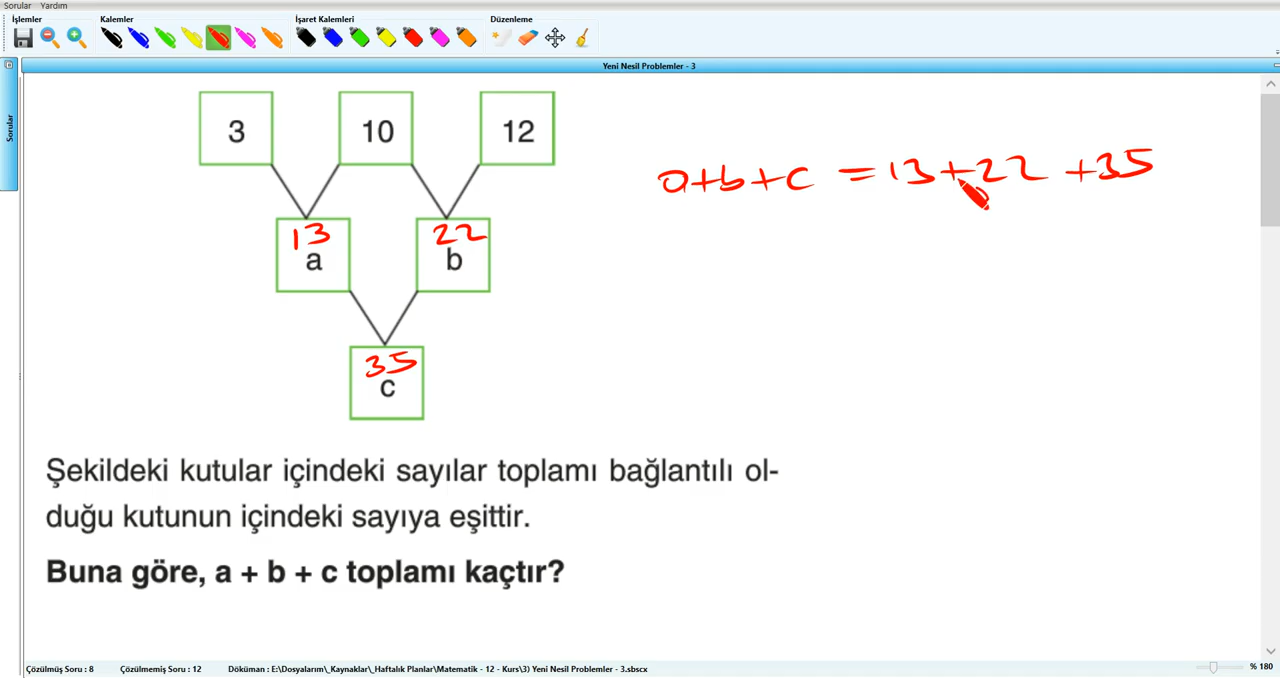 Sorular Yardım
İşlemler Kalemler İşaret Kalemleri Düzenleme
Yeni Nesil Problemler - 3
Sorular
3 10 12
a+b+c =13+22 +35
13 22
a b
35
c
Şekildeki kutular içindeki sayılar toplamı bağlantılı ol-
duğu kutunun içindeki sayıya eşittir.
Buna göre, a + b + c toplamı kaçtır?
Çözülmüş Soru : 8 Çözülmemiş Soru : 12 Döküman : E:\Dosyalarım\_Kaynaklar\_Haftalık Planlar\Matematik - 12 - Kurs\3) Yeni Nesil Problemler - 3.sbscx % 180